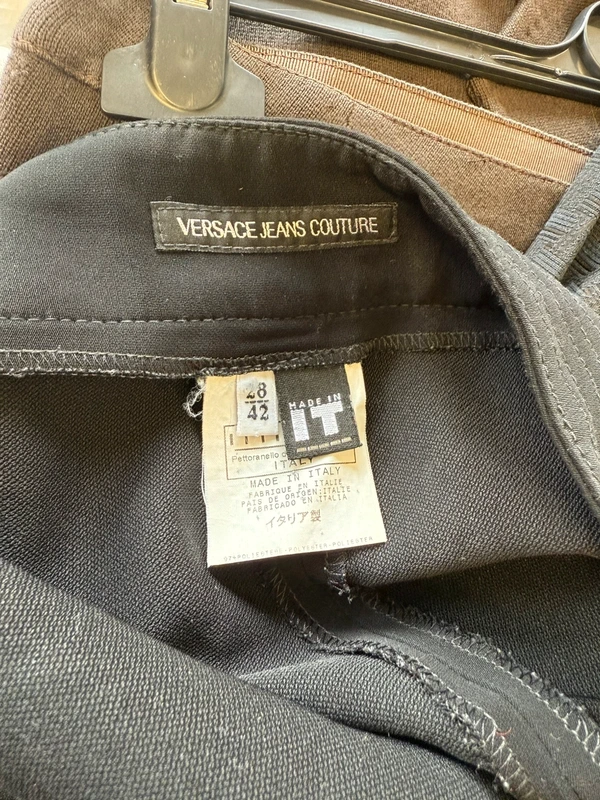 VERSACE JEANS COUTURE
28
42
MADE IN
IT
Pettoranello
ITALY
MADE IN ITALY
FABRIQUE EN ITALIE
PAIS DE ORIGEN:ITALIE
FABRICADO EN ITALIA
イタリア製